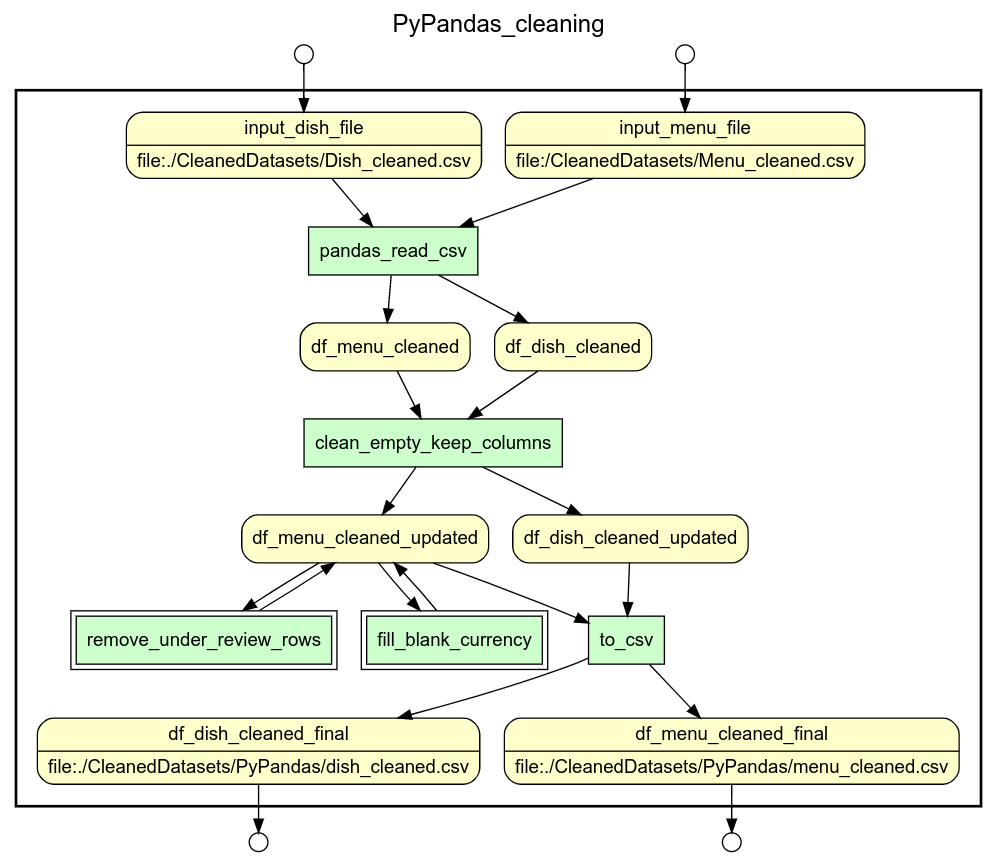 PyPandas_cleaning
input_dish_file
file:./CleanedDatasets/Dish_cleaned.csv
input_menu_file
file:/CleanedDatasets/Menu_cleaned.csv
pandas_read_csv
df_menu_cleaned
df_dish_cleaned
clean_empty_keep_columns
df_menu_cleaned_updated
df_dish_cleaned_updated
remove_under_review_rows
fill_blank_currency
to_csv
df_dish_cleaned_final
file:./CleanedDatasets/PyPandas/dish_cleaned.csv
df_menu_cleaned_final
file:./CleanedDatasets/PyPandas/menu_cleaned.csv